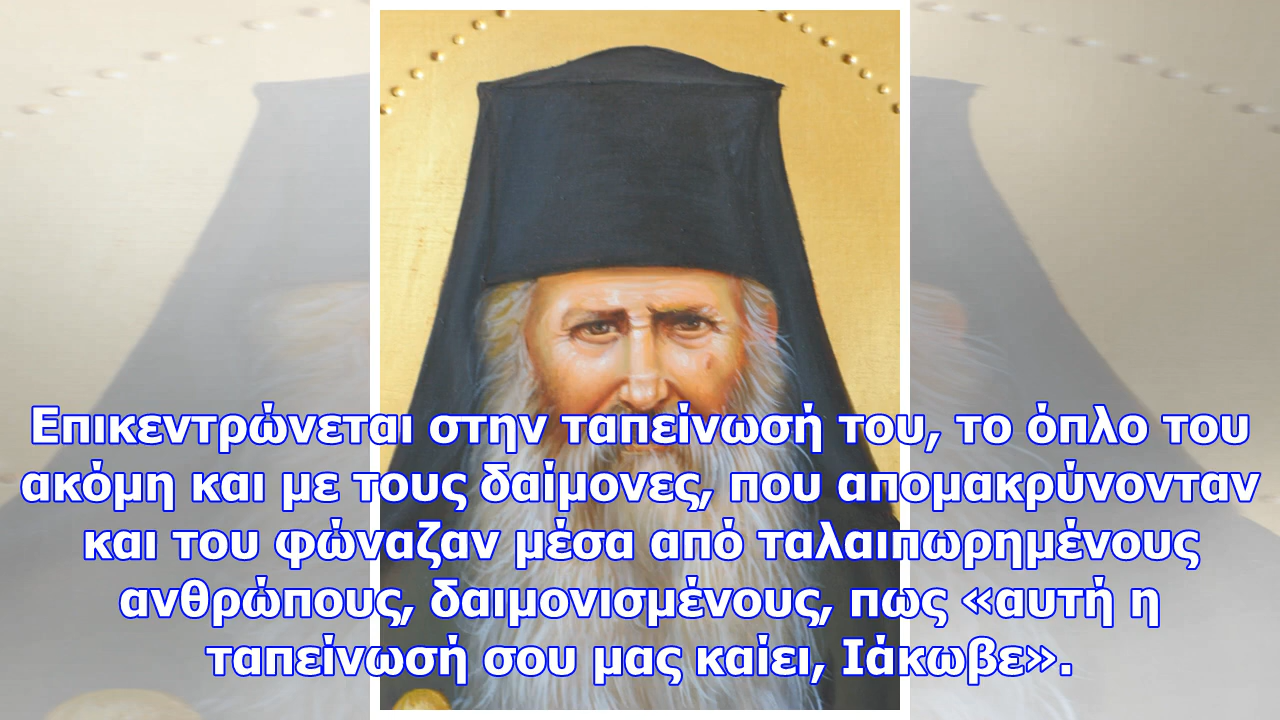 Επικεντρώνεται στην ταπείνωσή του, το όπλο του
ακόμη και με τους δαίμονες, που απομακρύνονταν
και του φώναζαν μέσα από ταλαιπωρημένους
ανθρώπους, δαιμονισμένους, πως «αυτή η
ταπείνωσή σου μας καίει, Ιάκωβε».